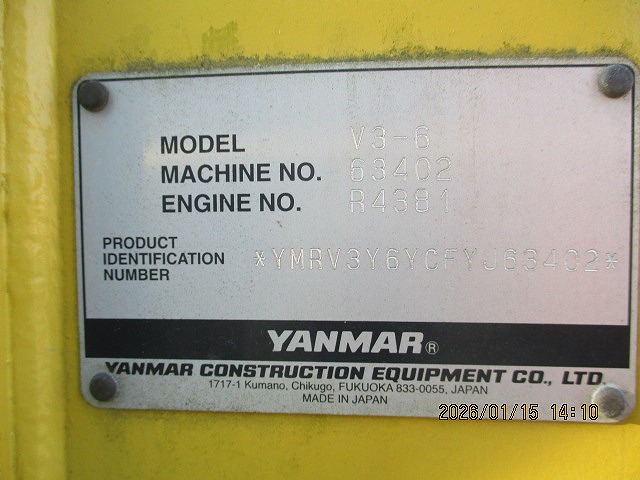 MODEL V3-6
MACHINE NO. 63402
ENGINE NO. R4381
PRODUCT
IDENTIFICATION
NUMBER *YMRV3Y6YCFYJ63402*
YANMAR®
YANMAR CONSTRUCTION EQUIPMENT CO., LTD.
1717-1 Kumano, Chikugo, FUKUOKA 833-0055, JAPAN
MADE IN JAPAN
2026/01/15 14:10